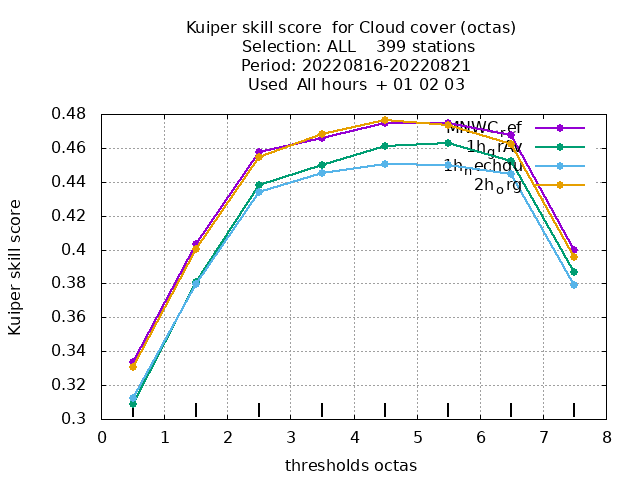 Kuiper skill score for Cloud cover (octas)
Selection: ALL 399 stations
Period: 20220816-20220821
Used All hours + 01 02 03
Kuiper skill score
0.48
0.46
0.44
0.42
0.4
0.38
0.36
0.34
0.32
0.3
MNWCref
2horg
0 1 2 3 4 5 6 7 8
thresholds octas